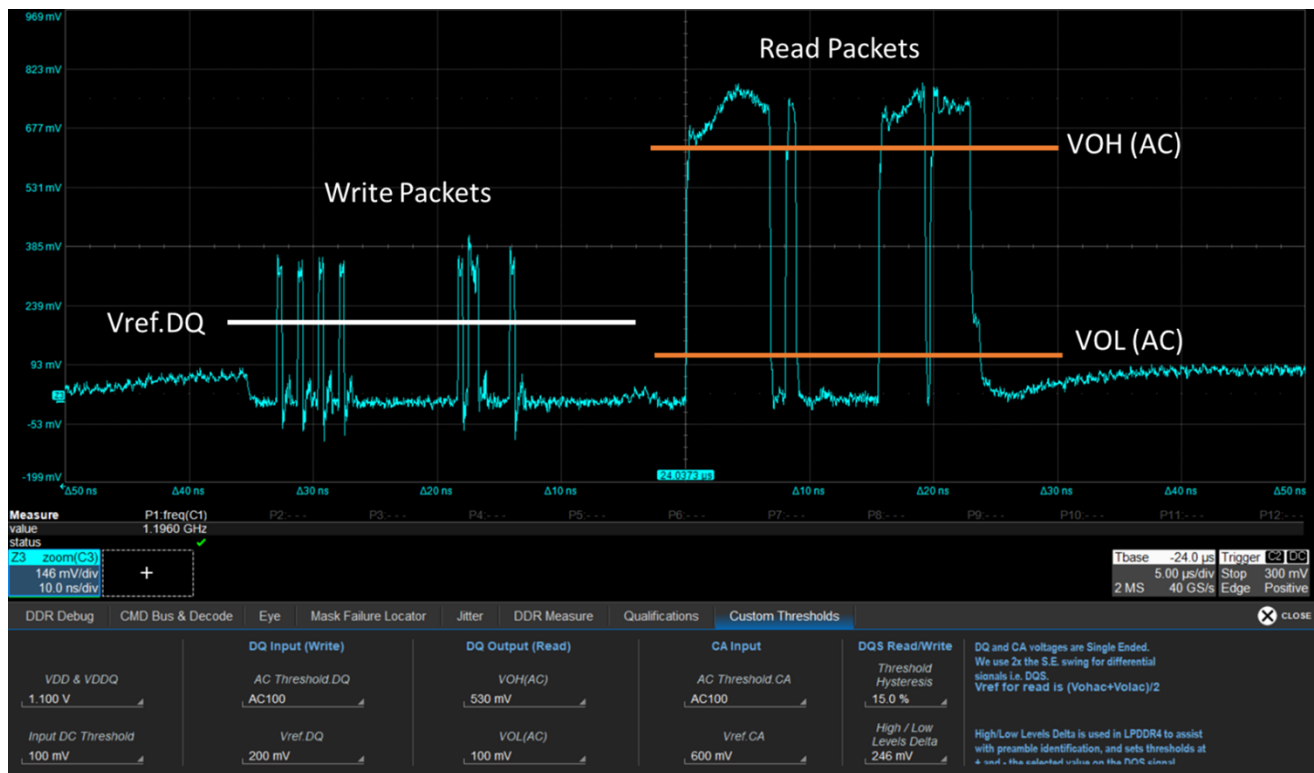 969 mV
823 mV
677 mV
531 mV
385 mV
239 mV
93 mV
-53 mV
-199 mV
Read Packets
VOH (AC)
Write Packets
Vref.DQ
VOL (AC)
Z3
24.0373 µs
Δ50 ns Δ40 ns Δ30 ns Δ20 ns Δ10 ns Δ10 ns Δ20 ns Δ30 ns Δ40 ns Δ50 ns
Measure P1:freq(C1) P2:- - - P3:- - - P4:- - - P5:- - - P6:- - - P7:- - - P8:- - - P9:- - - P10:- - - P11:- - - P12:- - -
value 1.1960 GHz
status
Z3 zoom(C3)
146 mV/div
10.0 ns/div
+
Tbase -24.0 µs Trigger C2 DC
5.00 µs/div Stop 300 mV
2 MS 40 GS/s Edge Positive
DDR Debug CMD Bus & Decode Eye Mask Failure Locator Jitter DDR Measure Qualifications Custom Thresholds X CLOSE
DQ Input (Write) DQ Output (Read) CA Input DQS Read/Write
VDD & VDDQ AC Threshold.DQ VOH(AC) AC Threshold.CA Threshold
Hysteresis
1.100 V AC100 530 mV AC100 15.0 %
Input DC Threshold Vref.DQ VOL(AC) Vref.CA High / Low
Levels Delta
100 mV 200 mV 100 mV 600 mV 246 mV
DQ and CA voltages are Single Ended.
We use 2x the S.E. swing for differential
signals i.e. DQS.
Vref for read is (Vohac+Volac)/2
High/Low Levels Delta is used in LPDDR4 to assist
with preamble identification, and sets thresholds at
+ and - the selected value on the DQS signal